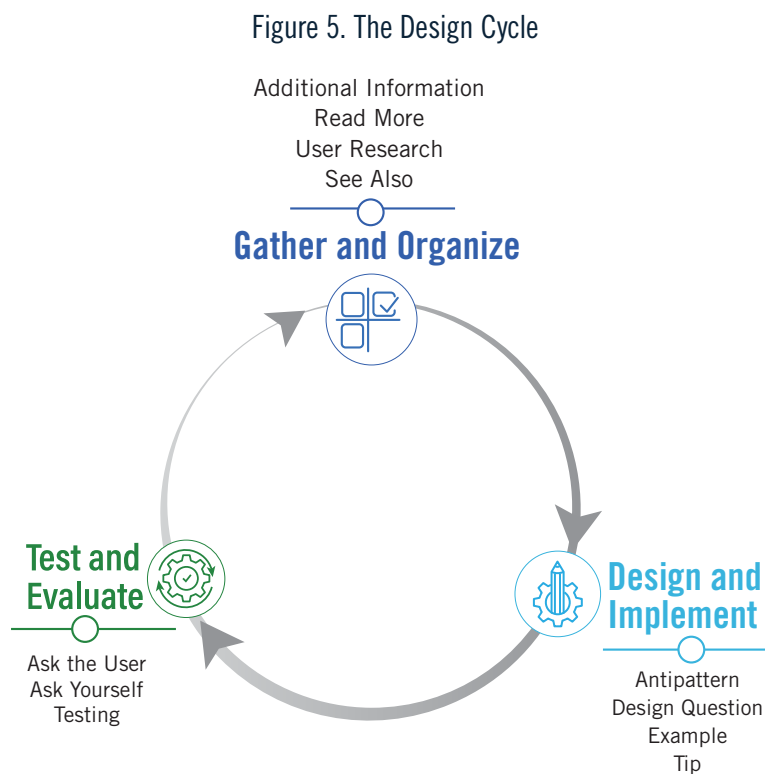 Figure 5. The Design Cycle
Additional Information
Read More
User Research
See Also
Gather and Organize
Test and
Evaluate
Ask the User
Ask Yourself
Testing
Design and
Implement
Antipattern
Design Question
Example
Tip